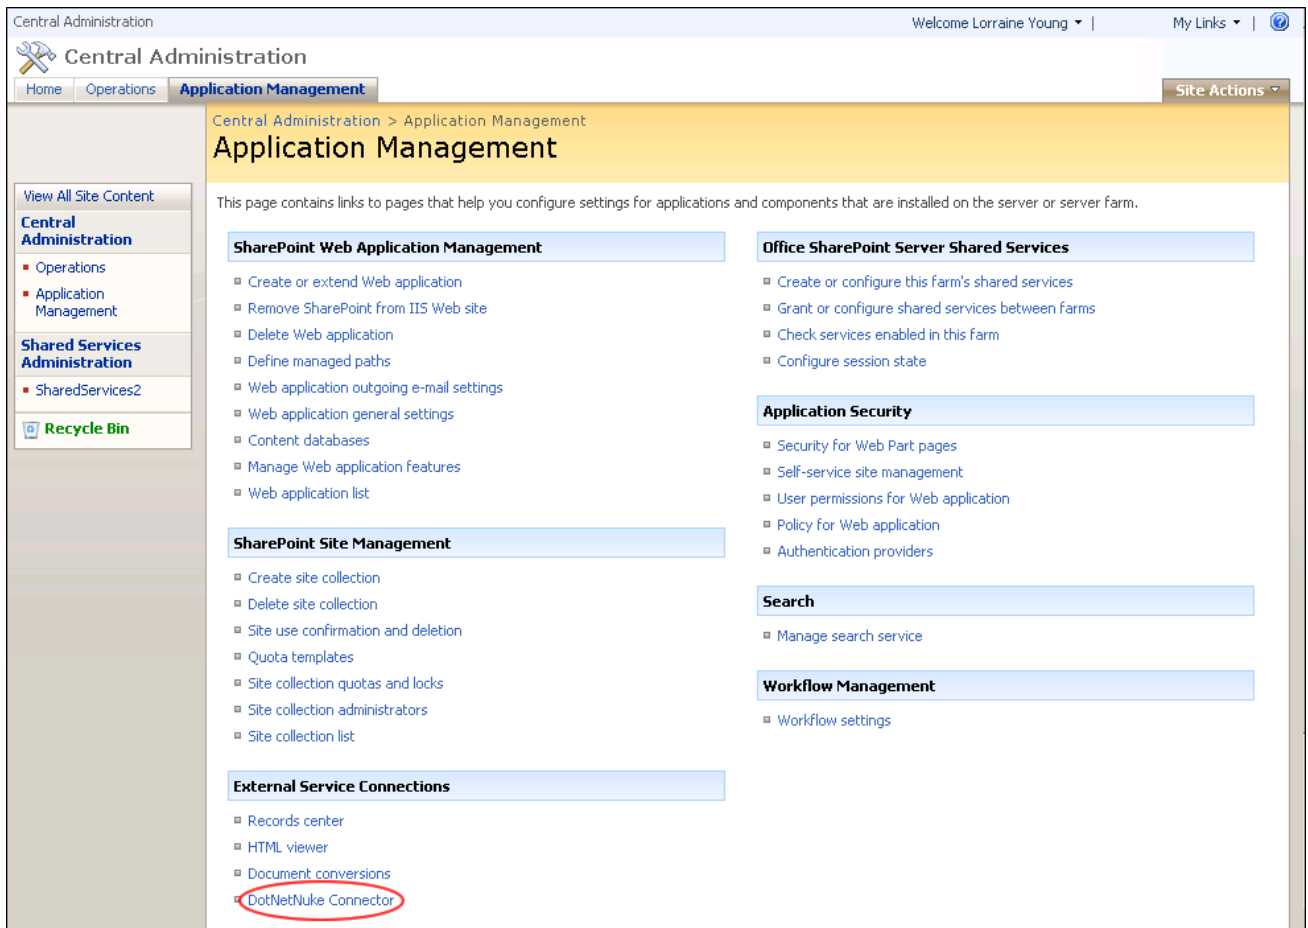 Central Administration
Welcome Lorraine Young
|
My Links
|
Central Administration
Home
Operations
Application Management
Site Actions
Central Administration > Application Management
Application Management
View All Site Content
Central
Administration
Operations
Application
Management
Shared Services
Administration
SharedServices2
Recycle Bin
This page contains links to pages that help you configure settings for applications and components that are installed on the server or server farm.
SharePoint Web Application Management
Create or extend Web application
Remove SharePoint from IIS Web site
Delete Web application
Define managed paths
Web application outgoing e-mail settings
Web application general settings
Content databases
Manage Web application features
Web application list
SharePoint Site Management
Create site collection
Delete site collection
Site use confirmation and deletion
Quota templates
Site collection quotas and locks
Site collection administrators
Site collection list
External Service Connections
Records center
HTML viewer
Document conversions
DotNetNuke Connector
Office SharePoint Server Shared Services
Create or configure this farm's shared services
Grant or configure shared services between farms
Check services enabled in this farm
Configure session state
Application Security
Security for Web Part pages
Self-service site management
User permissions for Web application
Policy for Web application
Authentication providers
Search
Manage search service
Workflow Management
Workflow settings